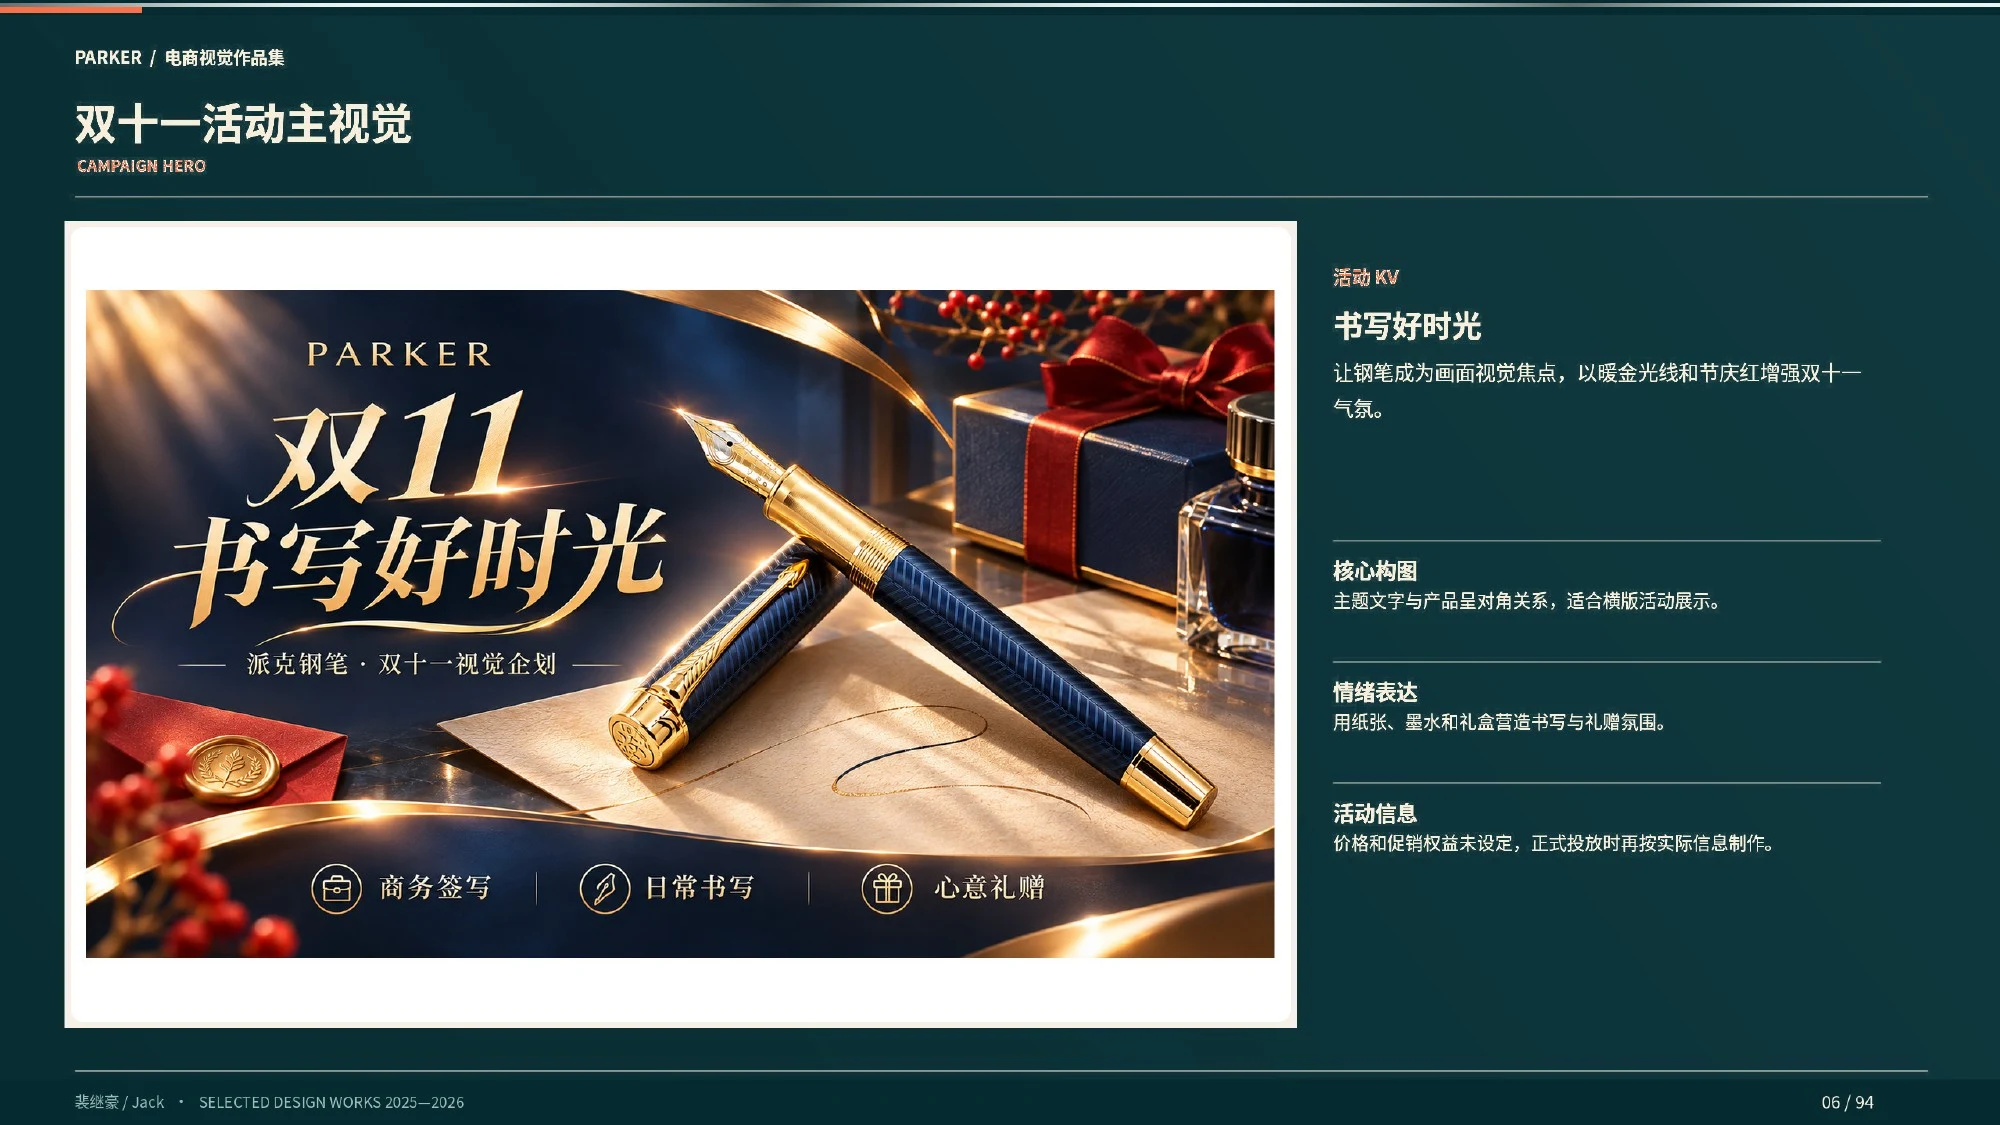 PARKER / 电商视觉作品集
双十一活动主视觉
CAMPAIGN HERO
PARKER
双11
书写好时光
派克钢笔 · 双十一视觉企划
商务签写
日常书写
心意礼赠
活动 KV
书写好时光
让钢笔成为画面视觉焦点，以暖金光线和节庆红增强双十一
气氛。
核心构图
主题文字与产品呈对角关系，适合横版活动展示。
情绪表达
用纸张、墨水和礼盒营造书写与礼赠氛围。
活动信息
价格和促销权益未设定，正式投放时再按实际信息制作。
裴继豪 / Jack · SELECTED DESIGN WORKS 2025—2026
06 / 94